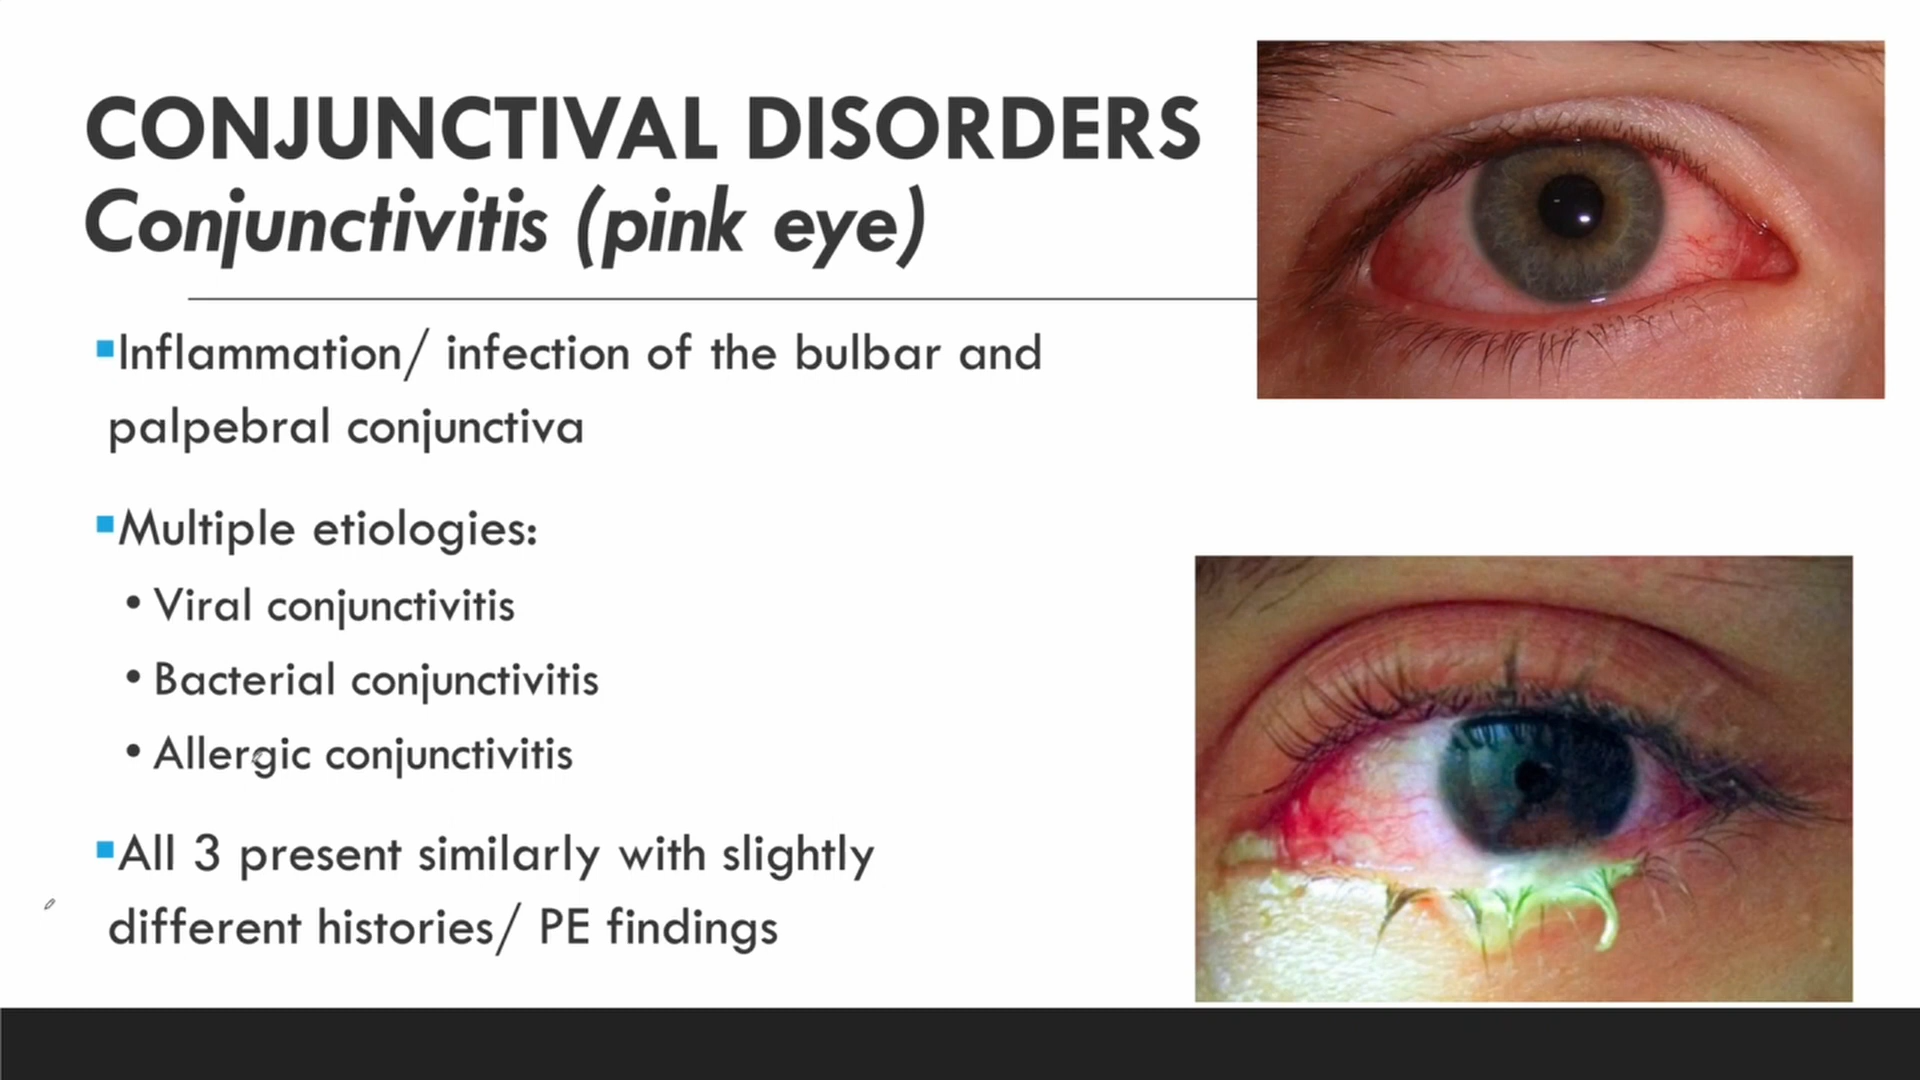 CONJUNCTIVAL DISORDERS
Conjunctivitis (pink eye)
▪Inflammation/ infection of the bulbar and
palpebral conjunctiva
▪Multiple etiologies:
• Viral conjunctivitis
• Bacterial conjunctivitis
• Allergic conjunctivitis
▪All 3 present similarly with slightly
different histories/ PE findings